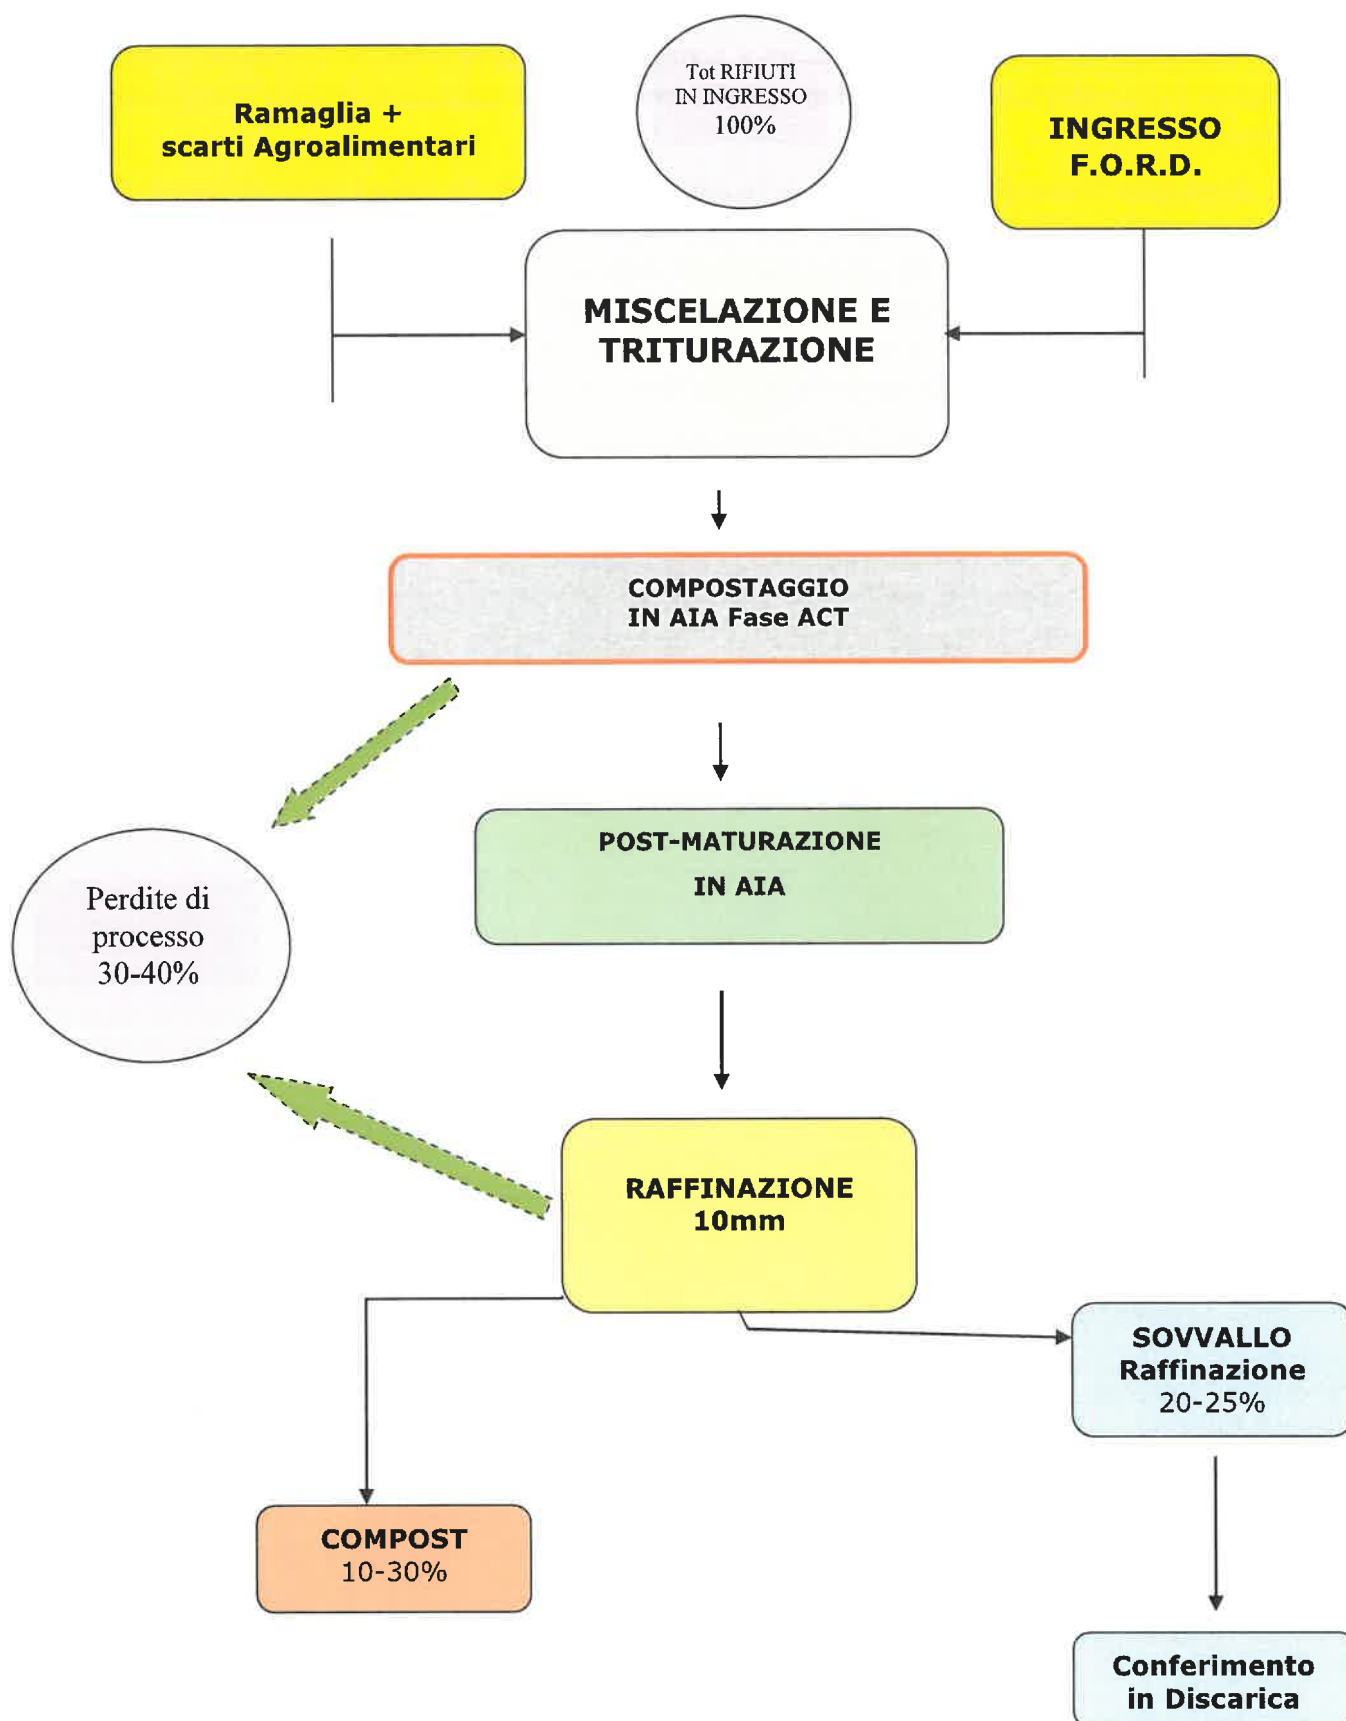 Ramaglia +
scarti Agroalimentari
Tot RIFIUTI
IN INGRESSO
100%
INGRESSO
F.O.R.D.
MISCELAZIONE E
TRITURAZIONE
COMPOSTAGGIO
IN AIA Fase ACT
POST-MATURAZIONE
IN AIA
Perdite di
processo
30-40%
RAFFINAZIONE
10mm
SOVVALLO
Raffinazione
20-25%
COMPOST
10-30%
Conferimento
in Discarica